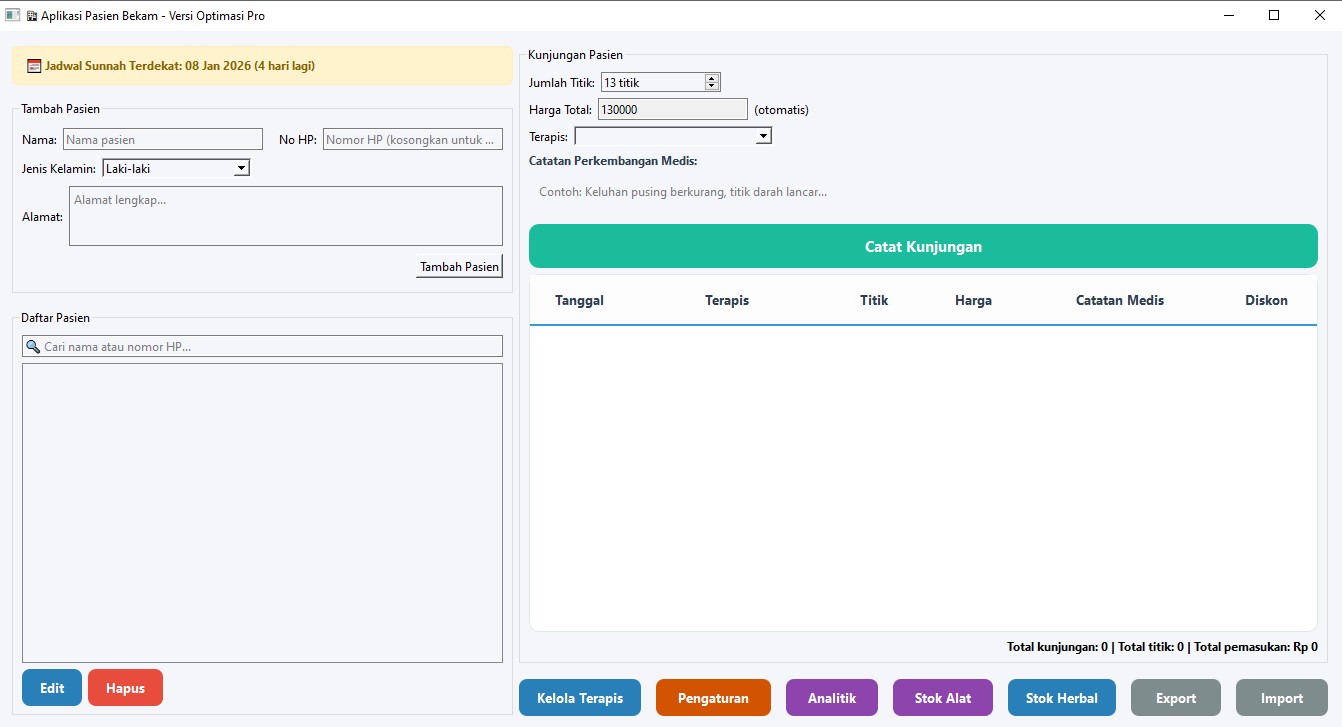 Aplikasi Pasien Bekam - Versi Optimasi Pro
Jadwal Sunnah Terdekat: 08 Jan 2026 (4 hari lagi)
Tambah Pasien
Nama: Nama pasien No HP: Nomor HP (kosongkan untuk ...
Jenis Kelamin: Laki-laki
Alamat: Alamat lengkap...
Tambah Pasien
Daftar Pasien
Cari nama atau nomor HP...
Edit Hapus
Kunjungan Pasien
Jumlah Titik: 13 titik
Harga Total: 130000 (otomatis)
Terapis:
Catatan Perkembangan Medis:
Contoh: Keluhan pusing berkurang, titik darah lancar...
Catat Kunjungan
Tanggal Terapis Titik Harga Catatan Medis Diskon
Total kunjungan: 0 | Total titik: 0 | Total pemasukan: Rp 0
Kelola Terapis Pengaturan Analitik Stok Alat Stok Herbal Export Import